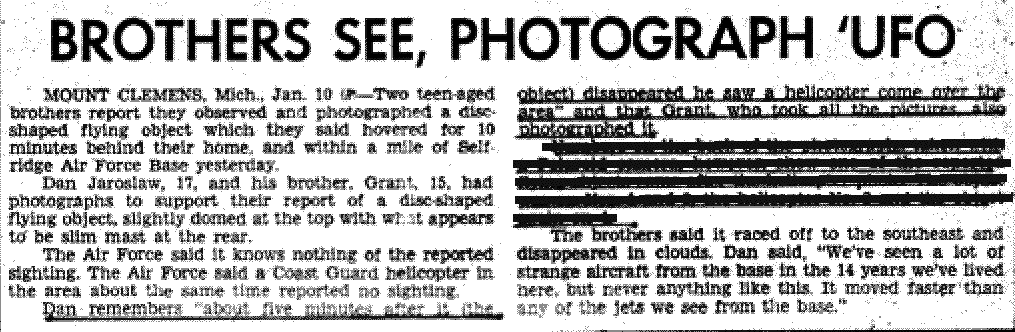 BROTHERS SEE, PHOTOGRAPH 'UFO
MOUNT CLEMENS, Mich., Jan. 10 —Two teen-aged
brothers report they observed and photographed a disc-
shaped flying object which they said hovered for 10
minutes behind their home, and within a mile of Self-
ridge Air Force Base yesterday.
Dan Jaroslaw, 17, and his brother, Grant, 15, had
photographs to support their report of a disc-shaped
flying object, slightly domed at the top with what appears
to be slim mast at the rear.
The Air Force said it knows nothing of the reported
sighting. The Air Force said a Coast Guard helicopter in
the area about the same time reported no sighting.
Dan remembers "about five minutes after it (the
object) disappeared he saw a helicopter come over the
area" and that Grant, who took all the pictures, also
photographed it.
The brothers said it raced off to the southeast and
disappeared in clouds. Dan said, "We've seen a lot of
strange aircraft from the base in the 14 years we've lived
here, but never anything like this. It moved faster than
any of the jets we see from the base."